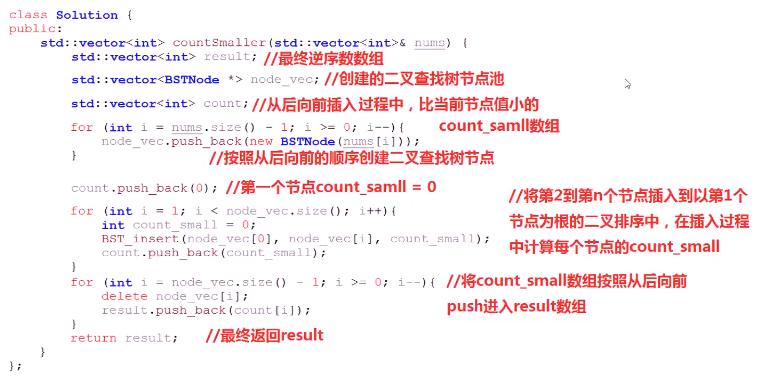 class Solution {
public:
std::vector<int> countSmaller(std::vector<int>& nums) {
std::vector<int> result; //最终逆序数数组
std::vector<BSTNode *> node_vec; //创建的二叉查找树节点池
std::vector<int> count; //从后向前插入过程中，比当前节点值小的
count_samll数组
for (int i = nums.size() - 1; i >= 0; i--){
node_vec.push_back(new BSTNode(nums[i]));
}
//按照从后向前的顺序创建二叉查找树节点
count.push_back(0); //第一个节点count_samll = 0
for (int i = 1; i < node_vec.size(); i++){
int count_small = 0;
BST_insert(node_vec[0], node_vec[i], count_small);
count.push_back(count_small);
}
//将第2到第n个节点插入到以第1个
节点为根的二叉排序中，在插入过程
中计算每个节点的count_small
for (int i = node_vec.size() - 1; i >= 0; i--){
delete node_vec[i];
result.push_back(count[i]);
}
//将count_small数组按照从后向前
push进入result数组
return result; //最终返回result
}
};